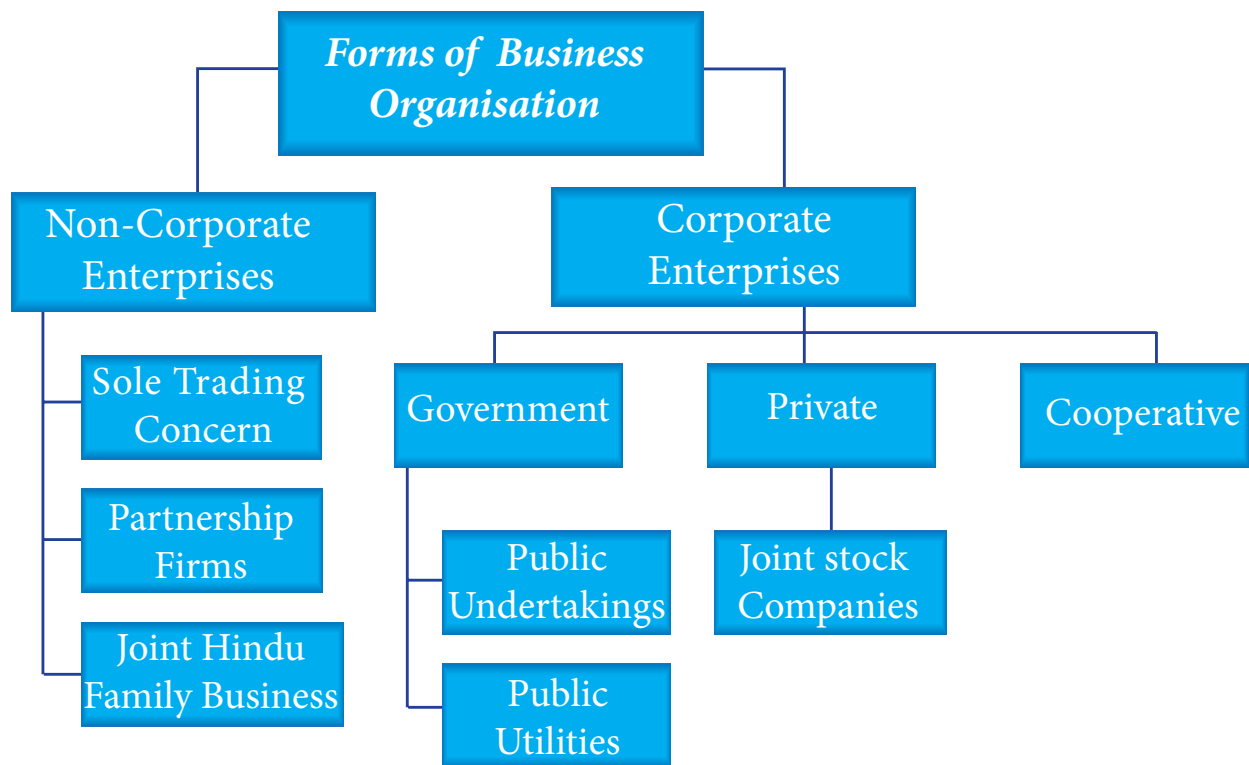 Forms of Business
Organisation
Non-Corporate
Enterprises
Sole Trading
Concern
Partnership
Firms
Joint Hindu
Family Business
Corporate
Enterprises
Government
Public
Undertakings
Public
Utilities
Private
Joint stock
Companies
Cooperative